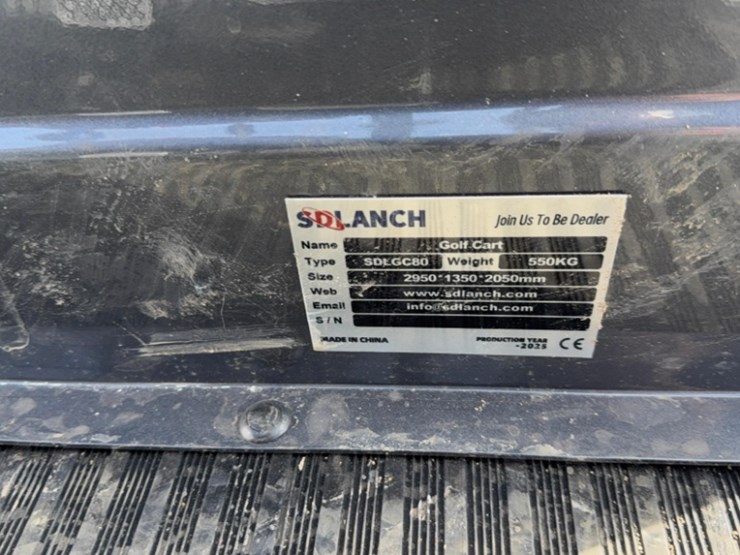 SDLANCH Join Us To Be Dealer
Name Golf Cart
Type SDLGC80 Weight 550KG
Size 2950*1350*2050mm
Web www.sdlanch.com
Email info@sdlanch.com
S/N
MADE IN CHINA PRODUCTION YEAR
-2025 CE